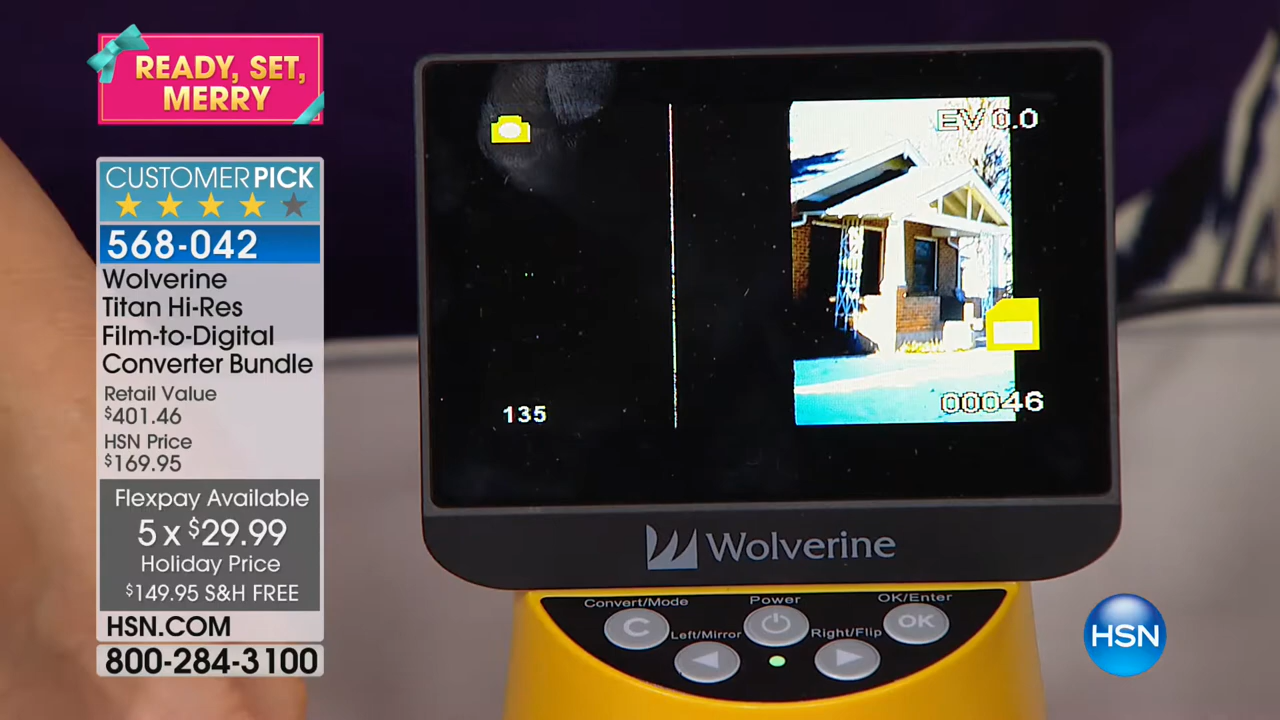 READY, SET,
MERRY
CUSTOMER PICK
568-042
Wolverine
Titan Hi-Res
Film-to-Digital
Converter Bundle
Retail Value
$401.46
HSN Price
$169.95
Flexpay Available
5 x $29.99
Holiday Price
$149.95 S&H FREE
HSN.COM
800-284-3100
EV 0.0
135
00046
Wolverine
Convert/Mode
Power
OK/Enter
C
OK
Left/Mirror
Right/Flip
HSN